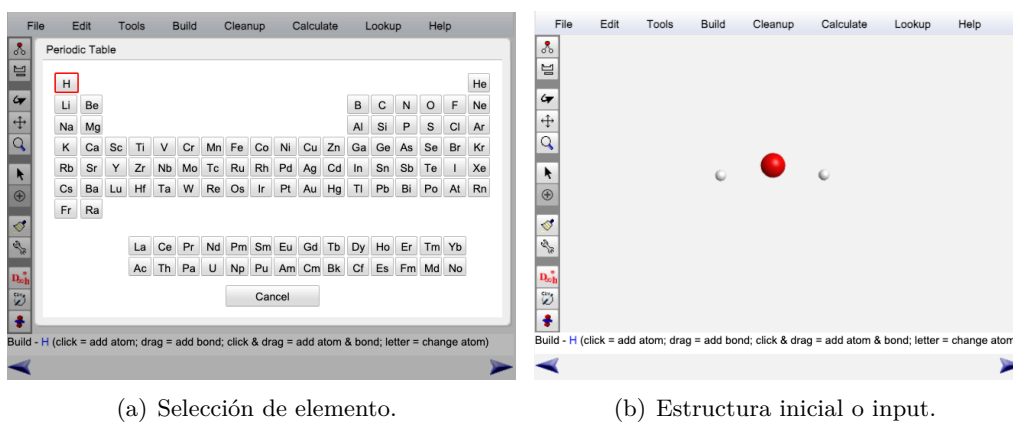 File Edit Tools Build Cleanup Calculate Lookup Help
Periodic Table
H He
Li Be B C N O F Ne
Na Mg Al Si P S Cl Ar
K Ca Sc Ti V Cr Mn Fe Co Ni Cu Zn Ga Ge As Se Br Kr
Rb Sr Y Zr Nb Mo Tc Ru Rh Pd Ag Cd In Sn Sb Te I Xe
Cs Ba Lu Hf Ta W Re Os Ir Pt Au Hg Tl Pb Bi Po At Rn
Fr Ra
La Ce Pr Nd Pm Sm Eu Gd Tb Dy Ho Er Tm Yb
Ac Th Pa U Np Pu Am Cm Bk Cf Es Fm Md No
Cancel
D∞h
Build - H (click = add atom; drag = add bond; click & drag = add atom & bond; letter = change atom)
(a) Selección de elemento.
File Edit Tools Build Cleanup Calculate Lookup Help
D∞h
Build - H (click = add atom; drag = add bond; click & drag = add atom & bond; letter = change atom
(b) Estructura inicial o input.